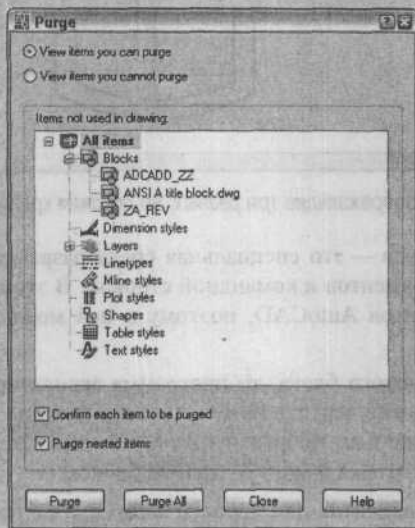 Purge
View items you can purge
View items you cannot purge
Items not used in drawing:
All items
Blocks
ADCADD_ZZ
ANSI A title block.dwg
ZA_REV
Dimension styles
Layers
Linetypes
Mline styles
Plot styles
Shapes
Table styles
Text styles
Confirm each item to be purged
Purge nested items
Purge
Purge All
Close
Help